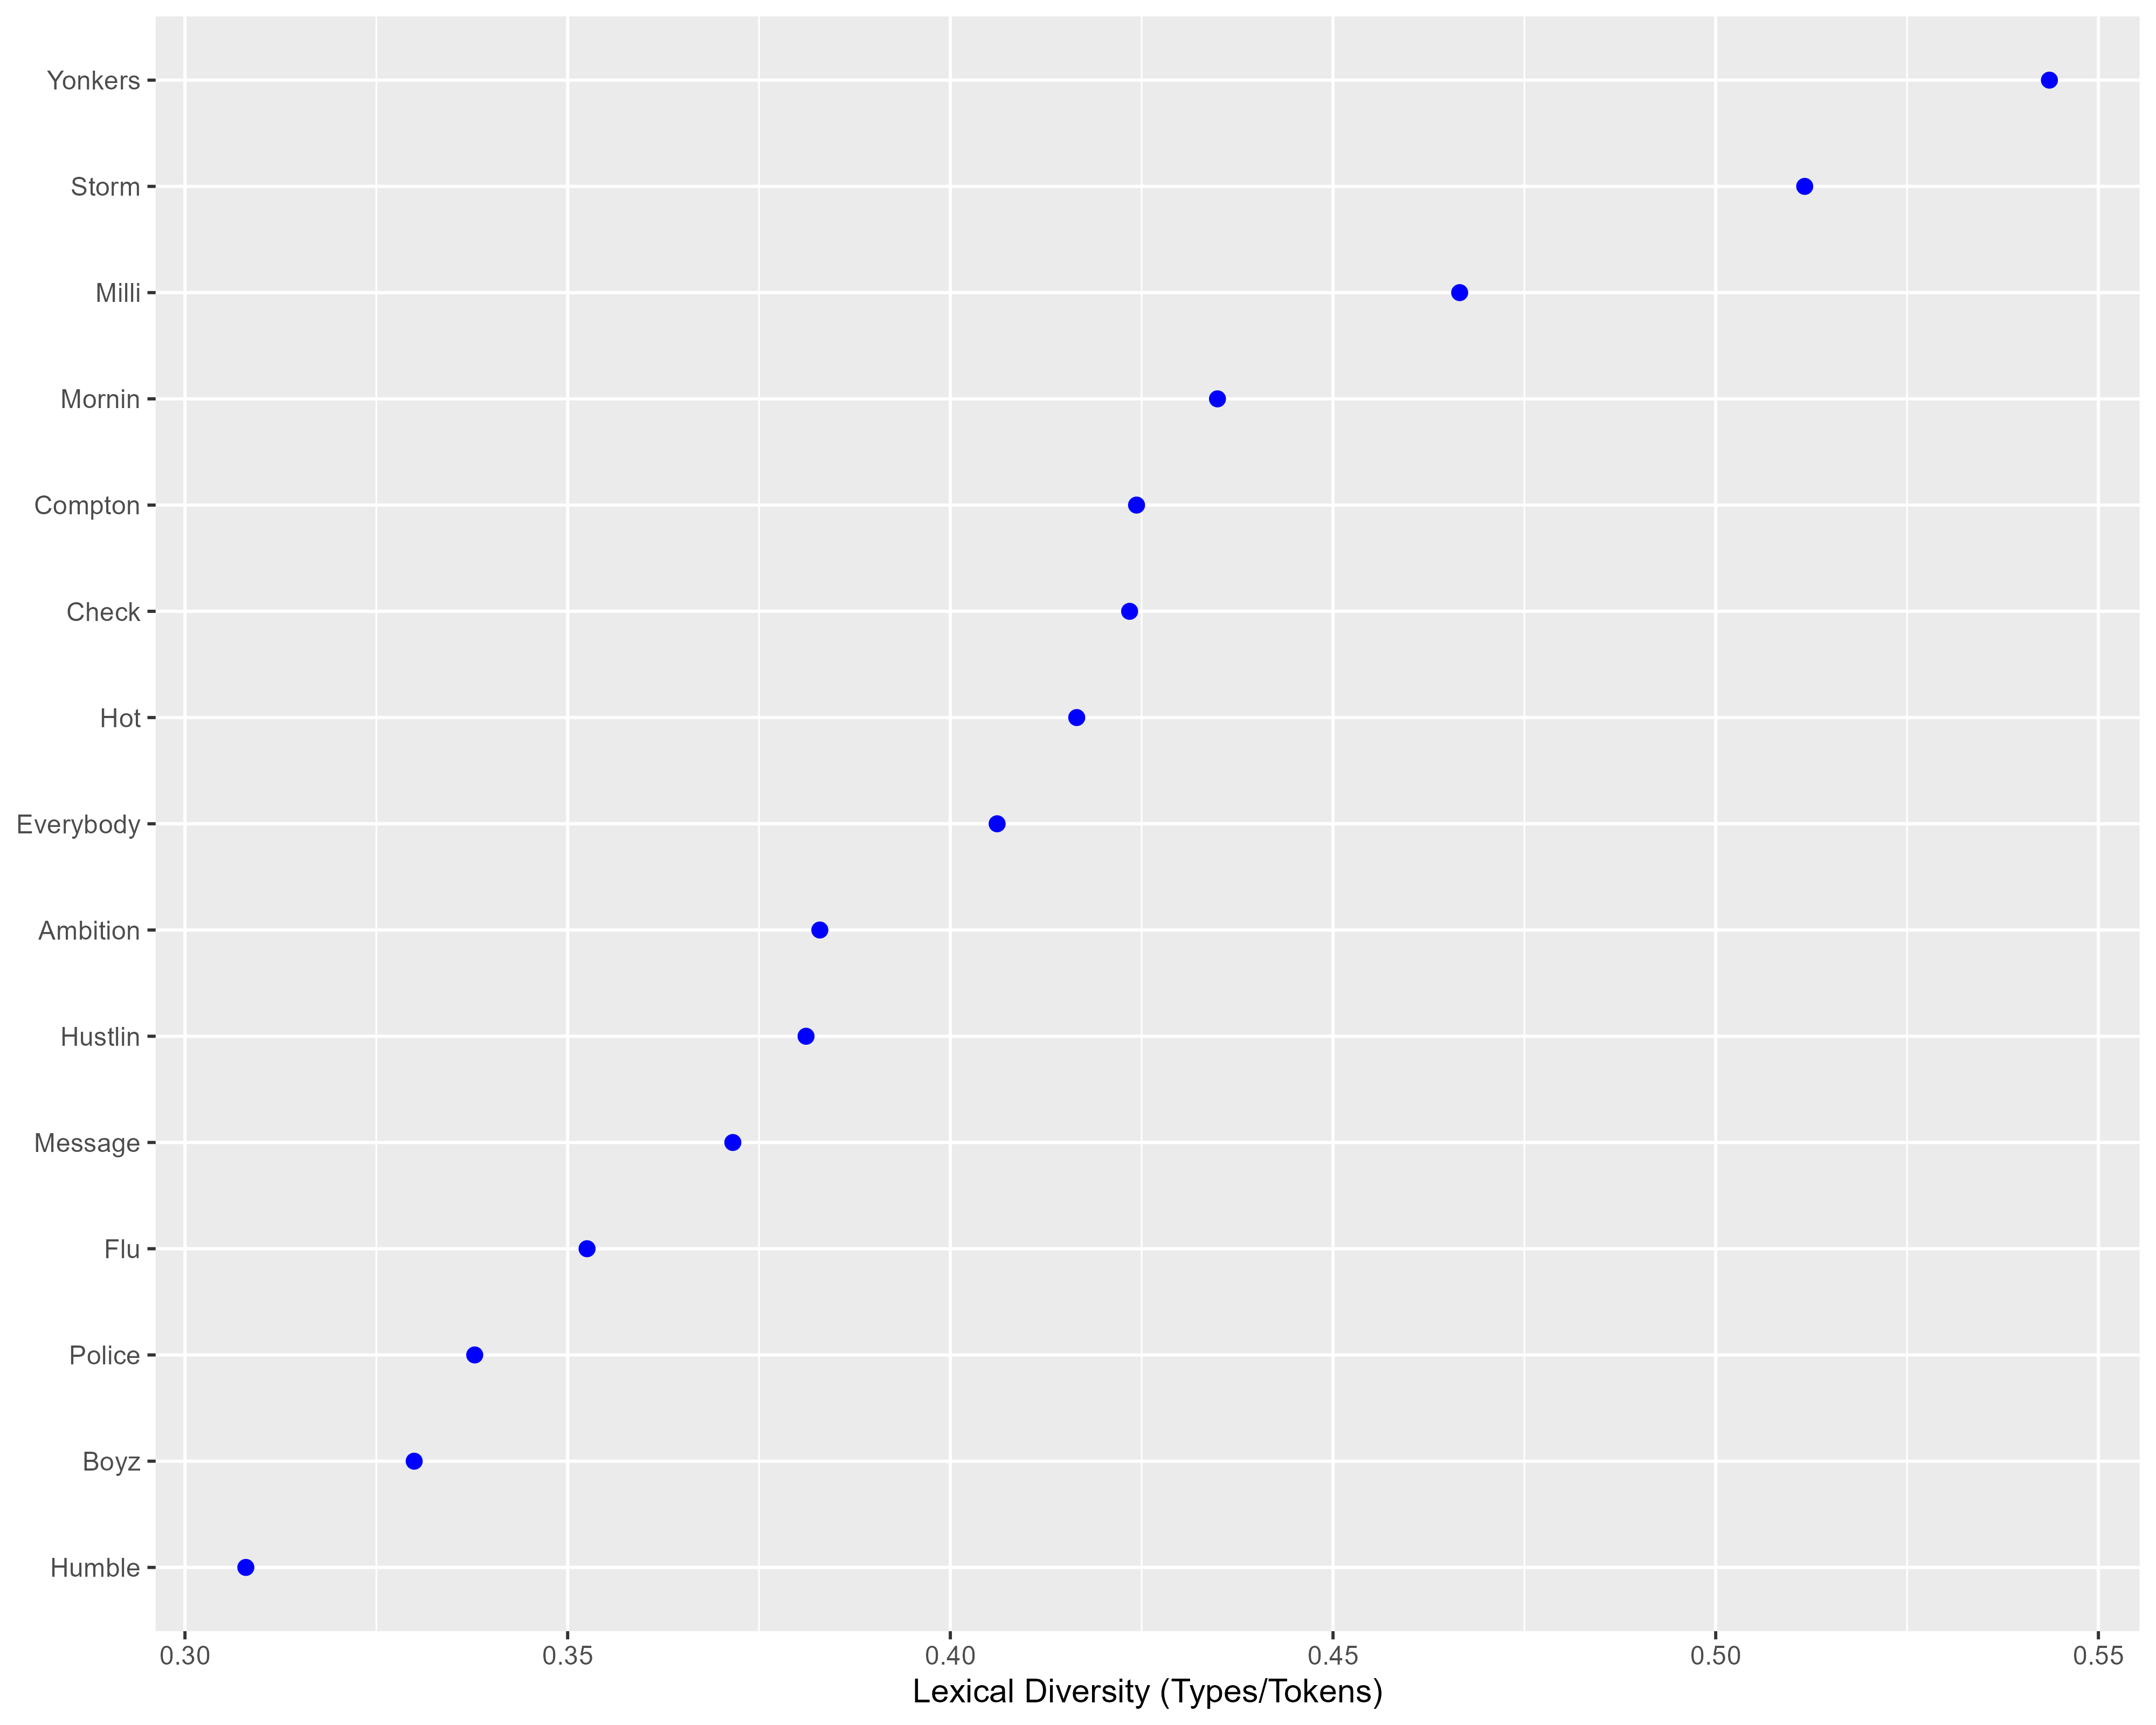 Yonkers
Storm
Milli
Mornin
Compton
Check
Hot
Everybody
Ambition
Hustlin
Message
Flu
Police
Boyz
Humble
0.30 0.35 0.40 0.45 0.50 0.55
Lexical Diversity (Types/Tokens)